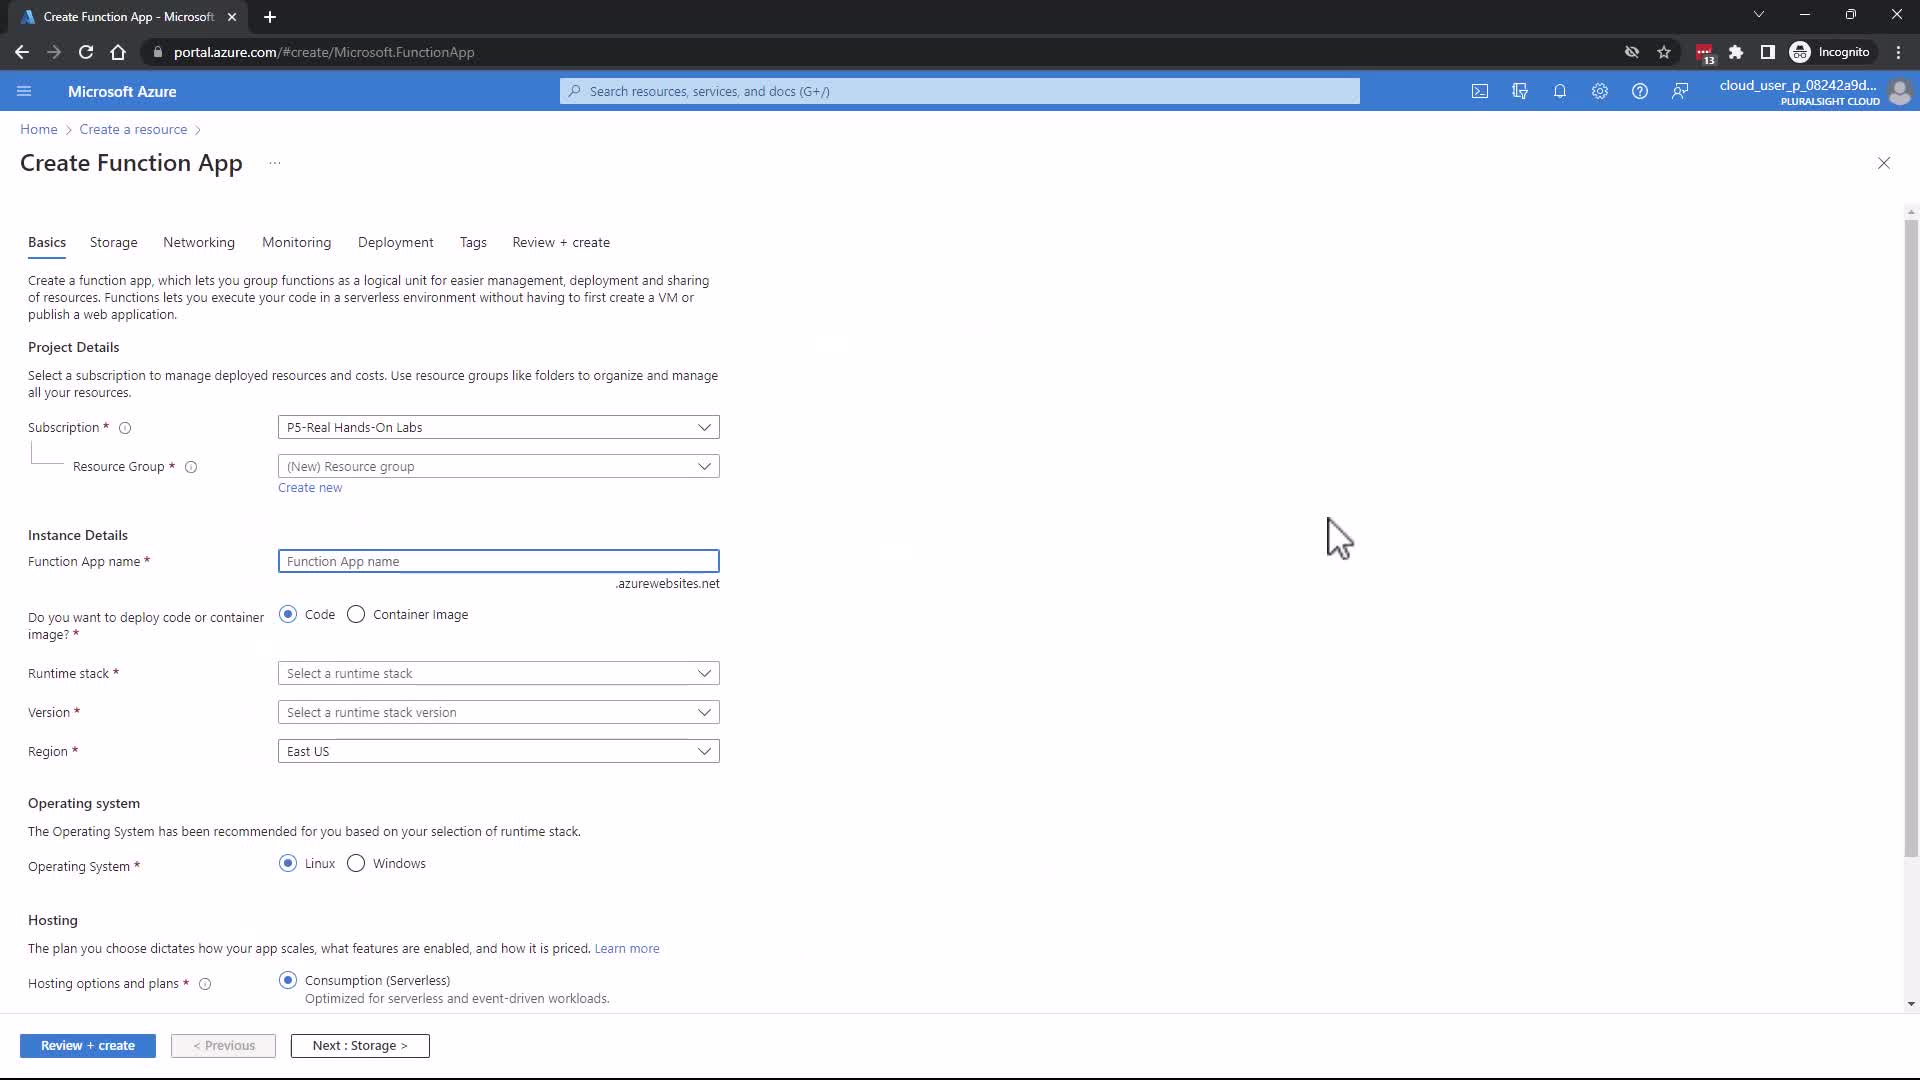 Create Function App - Microsoft
portal.azure.com/#create/Microsoft.FunctionApp
13
Incognito
Microsoft Azure
Search resources, services, and docs (G+/)
cloud_user_p_08242a9d...
PLURALSIGHT CLOUD
Home > Create a resource >
Create Function App ...
Basics Storage Networking Monitoring Deployment Tags Review + create
Create a function app, which lets you group functions as a logical unit for easier management, deployment and sharing
of resources. Functions lets you execute your code in a serverless environment without having to first create a VM or
publish a web application.
Project Details
Select a subscription to manage deployed resources and costs. Use resource groups like folders to organize and manage
all your resources.
Subscription * P5-Real Hands-On Labs
Resource Group * (New) Resource group
Create new
Instance Details
Function App name * Function App name
.azurewebsites.net
Do you want to deploy code or container
image? *
Code Container Image
Runtime stack * Select a runtime stack
Version * Select a runtime stack version
Region * East US
Operating system
The Operating System has been recommended for you based on your selection of runtime stack.
Operating System * Linux Windows
Hosting
The plan you choose dictates how your app scales, what features are enabled, and how it is priced. Learn more
Hosting options and plans * Consumption (Serverless)
Optimized for serverless and event-driven workloads.
Review + create < Previous Next : Storage >